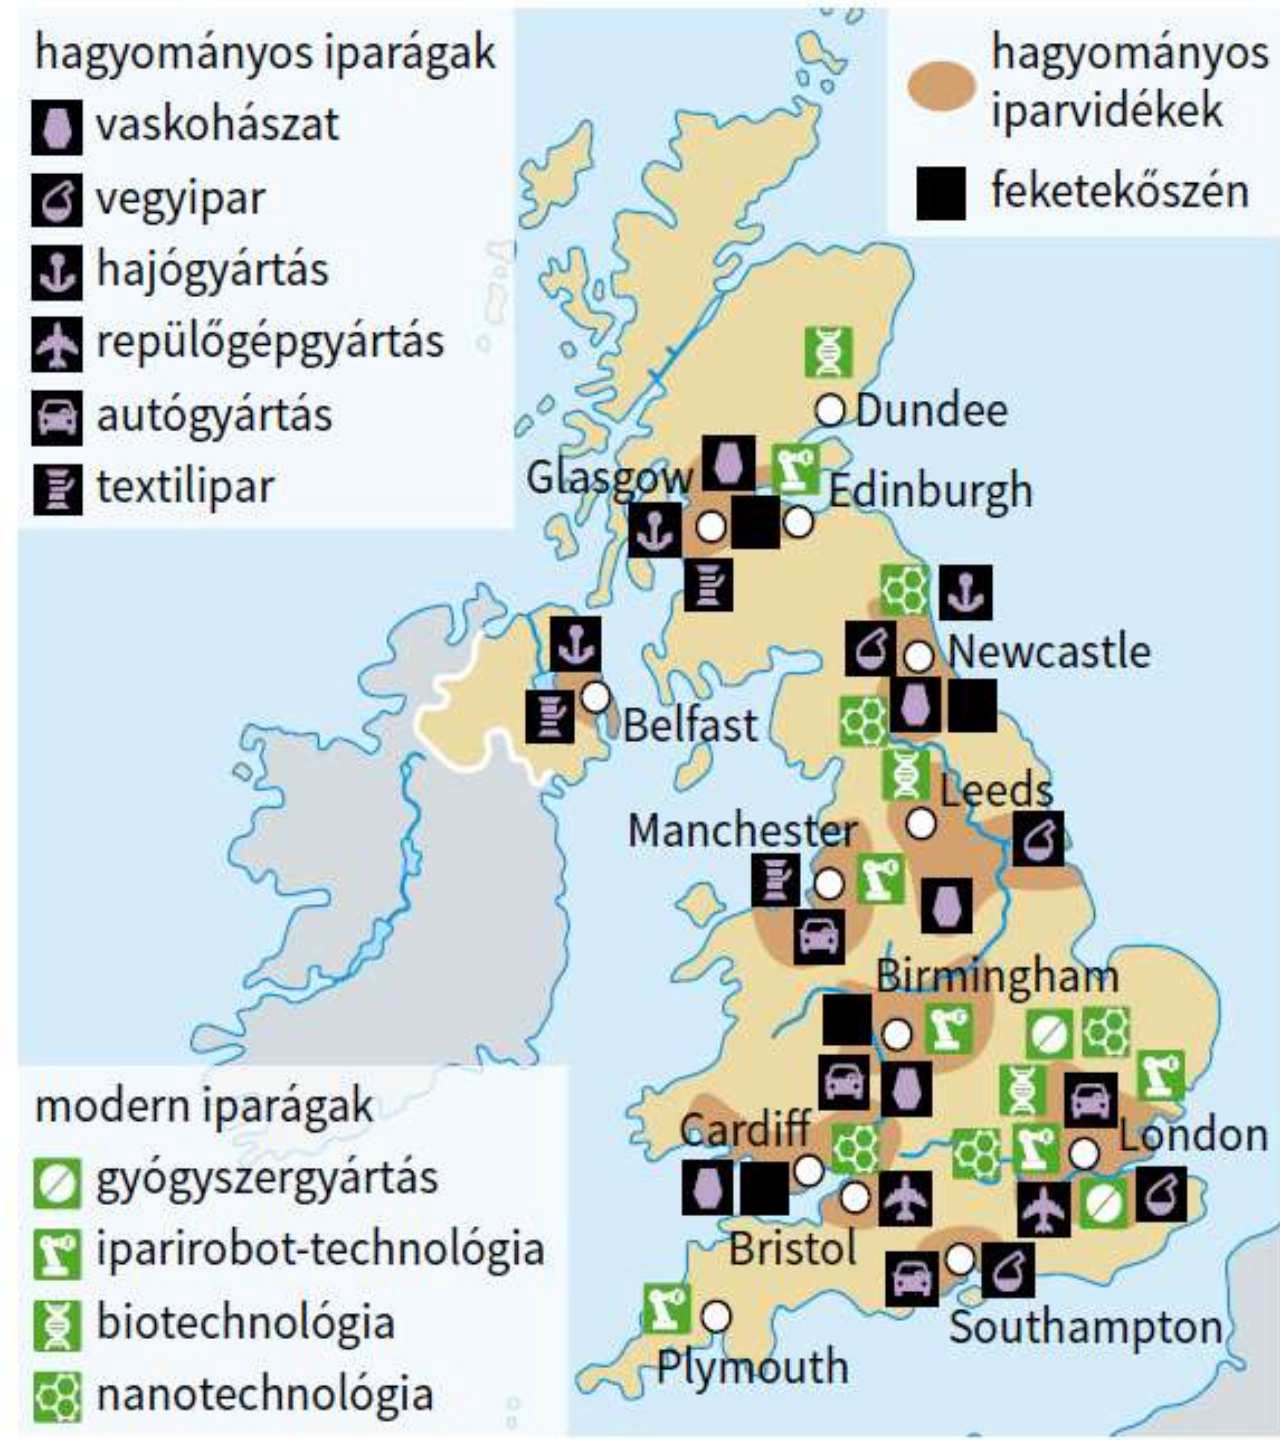 hagyományos iparágak
vaskohászat
vegyipar
hajógyártás
repülőgépgyártás
autógyártás
textilipar
hagyományos
iparvidékek
feketekőszén
Dundee
Glasgow
Edinburgh
Newcastle
Belfast
Leeds
Manchester
Birmingham
Cardiff
London
Bristol
Southampton
Plymouth
modern iparágak
gyógyszergyártás
iparirobot-technológia
biotechnológia
nanotechnológia